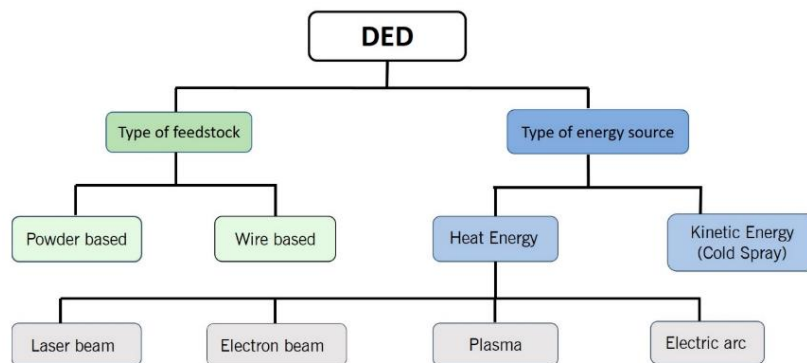 DED
Type of feedstock
Type of energy source
Powder based
Wire based
Heat Energy
Kinetic Energy
(Cold Spray)
Laser beam
Electron beam
Plasma
Electric arc